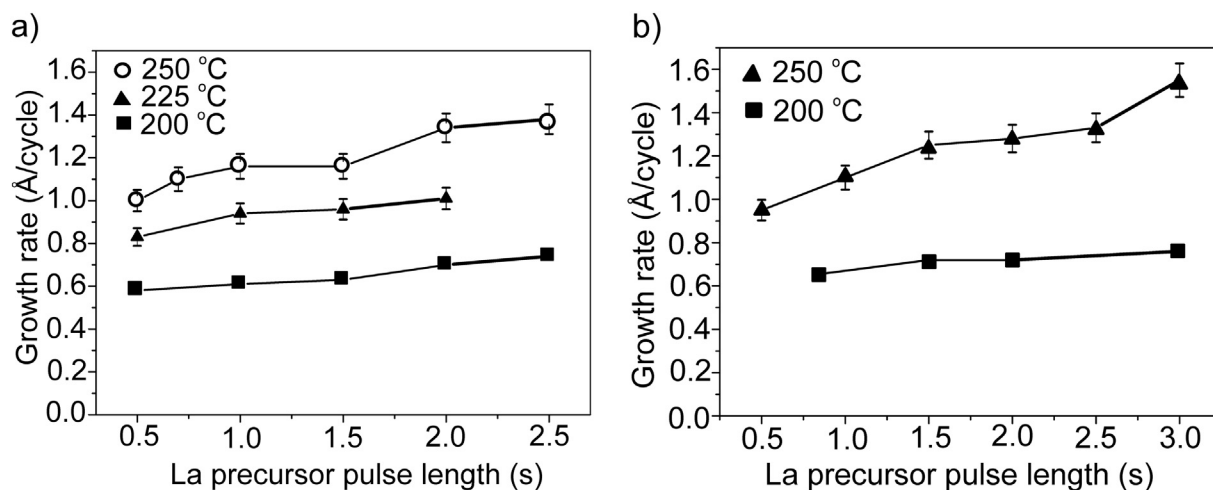 a)
250 °C
225 °C
200 °C
Growth rate (Å/cycle)
1.6
1.4
1.2
1.0
0.8
0.6
0.4
0.2
0.0
0.5 1.0 1.5 2.0 2.5
La precursor pulse length (s)
b)
250 °C
200 °C
Growth rate (Å/cycle)
1.6
1.4
1.2
1.0
0.8
0.6
0.4
0.2
0.0
0.5 1.0 1.5 2.0 2.5 3.0
La precursor pulse length (s)